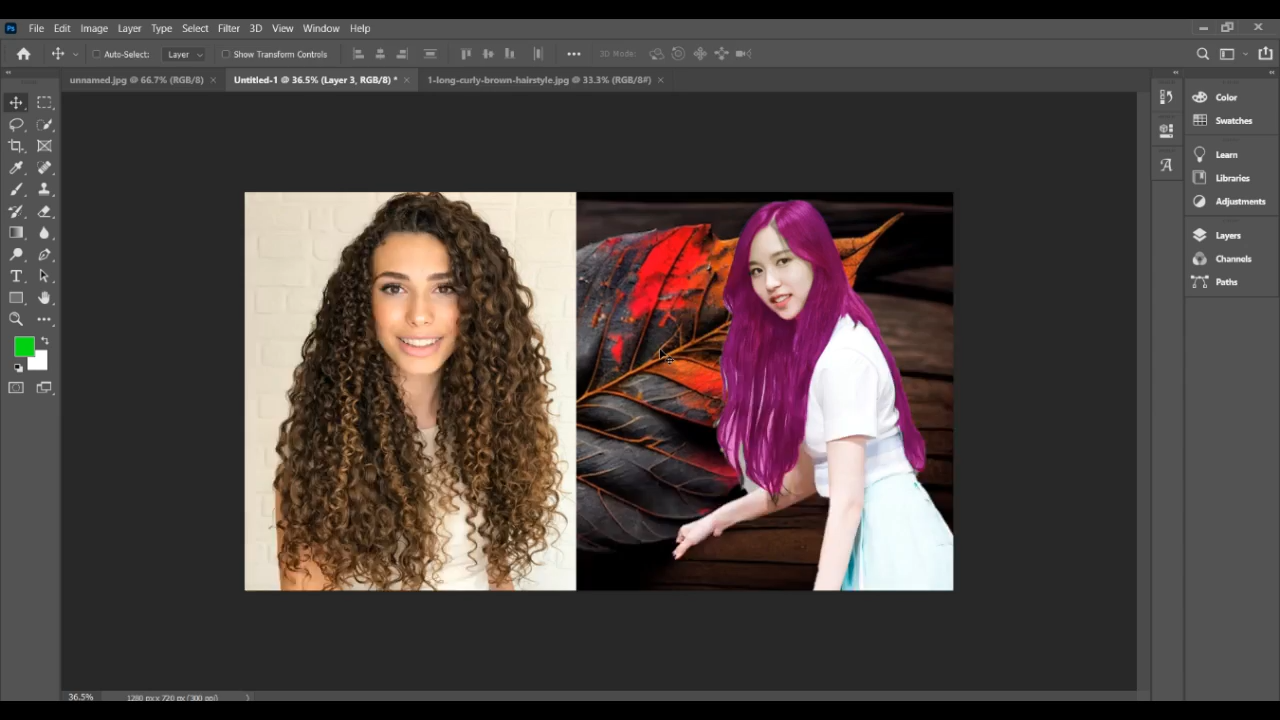 Ps File Edit Image Layer Type Select Filter 3D View Window Help
Auto-Select: Layer Show Transform Controls 3D Mode:
unnamed.jpg @ 66.7% (RGB/8) × Untitled-1 @ 36.5% (Layer 3, RGB/8) * × 1-long-curly-brown-hairstyle.jpg @ 33.3% (RGB/8#) ×
Color
Swatches
Learn
Libraries
Adjustments
Layers
Channels
Paths
36.5% 1280 px x 720 px (300 ppi)